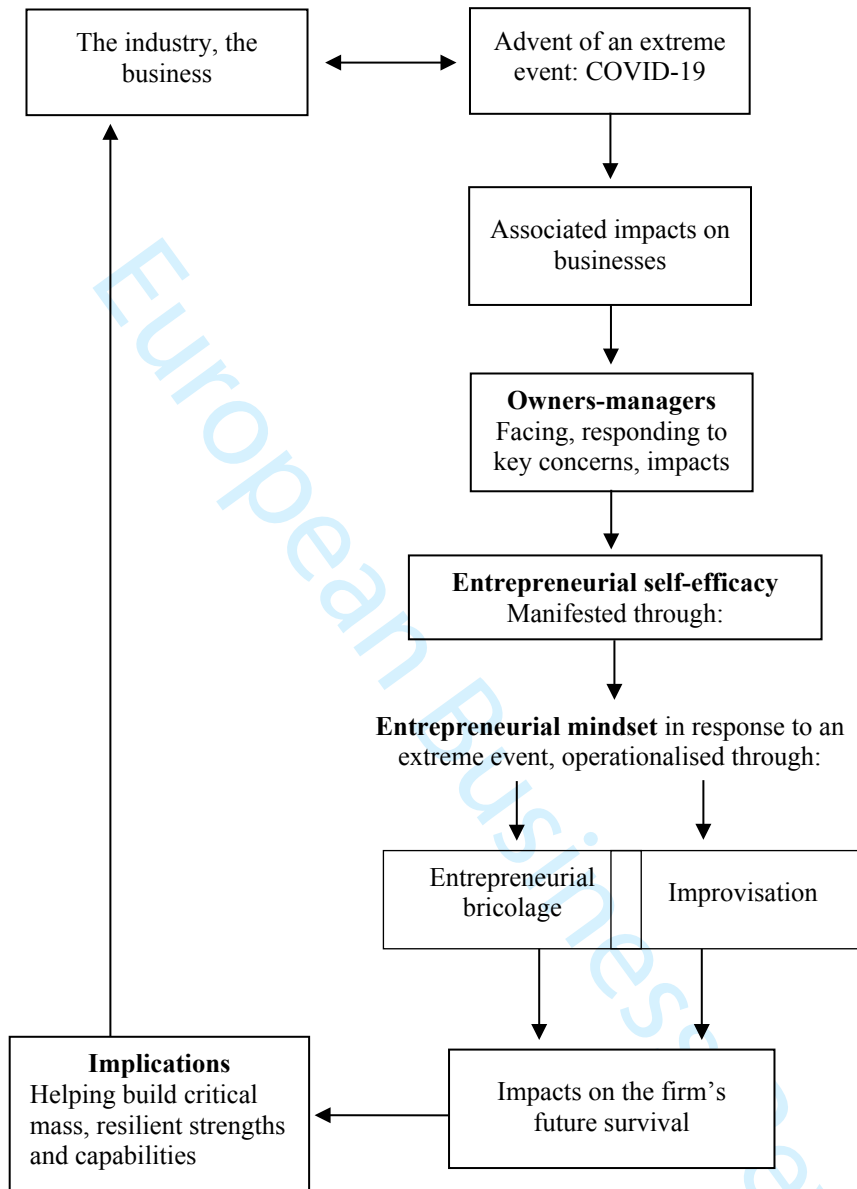 The industry, the
business
Advent of an extreme
event: COVID-19
Associated impacts on
businesses
Owners-managers
Facing, responding to
key concerns, impacts
Entrepreneurial self-efficacy
Manifested through:
Entrepreneurial mindset in response to an
extreme event, operationalised through:
Entrepreneurial
bricolage
Improvisation
Impacts on the firm’s
future survival
Implications
Helping build critical
mass, resilient strengths
and capabilities
European Business